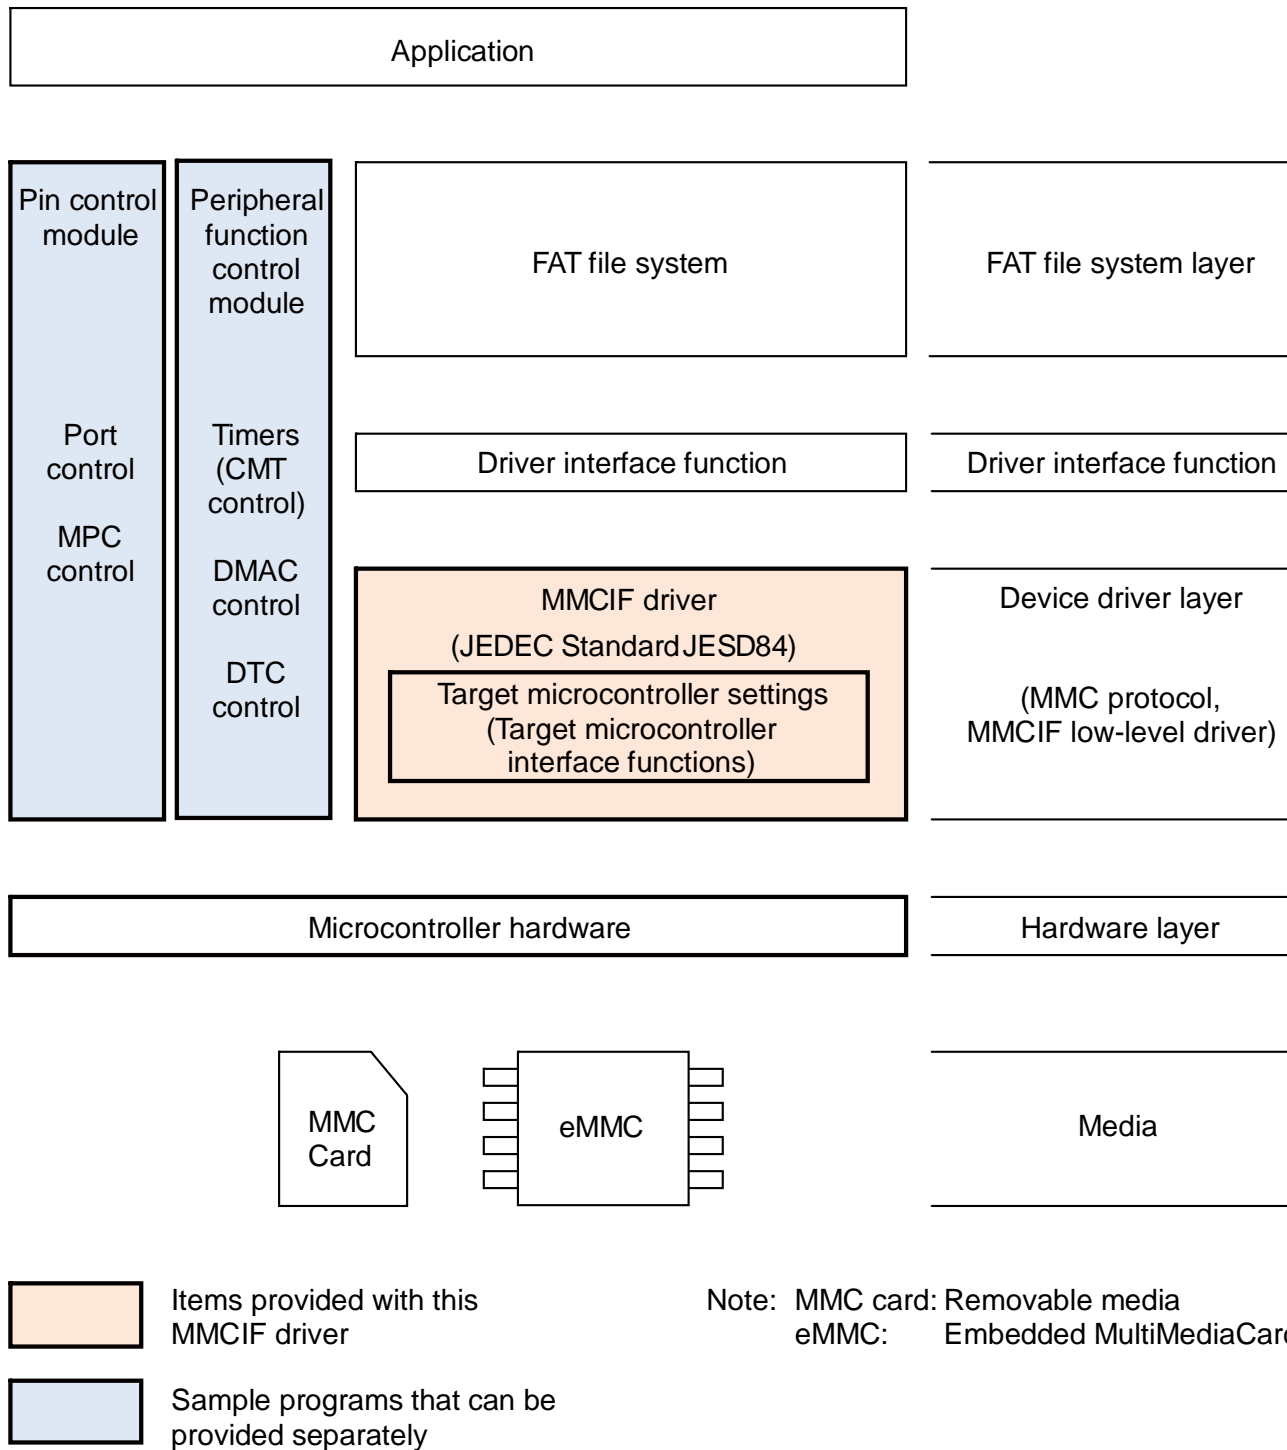 Application
Pin control
module
Port
control
MPC
control
Peripheral
function
control
module
Timers
(CMT
control)
DMAC
control
DTC
control
FAT file system
FAT file system layer
Driver interface function
Driver interface function
MMCIF driver
(JEDEC Standard JESD84)
Target microcontroller settings
(Target microcontroller
interface functions)
Device driver layer
(MMC protocol,
MMCIF low-level driver)
Microcontroller hardware
Hardware layer
MMC
Card
eMMC
Media
Items provided with this
MMCIF driver
Note: MMC card: Removable media
eMMC: Embedded MultiMediaCard
Sample programs that can be
provided separately